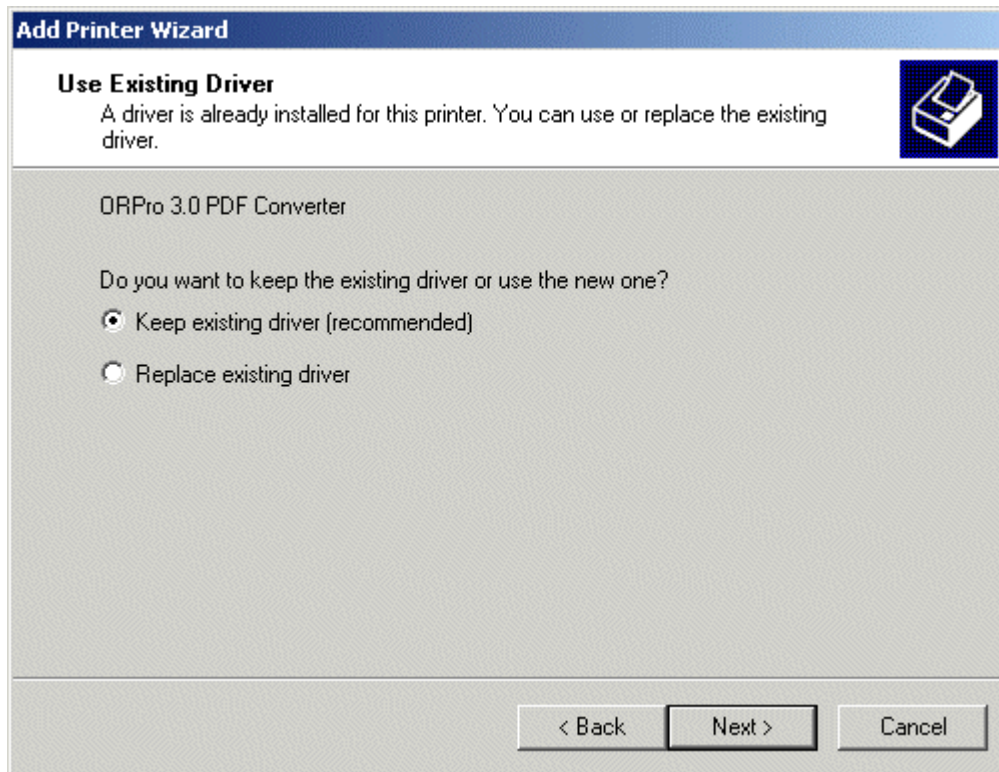 Add Printer Wizard
Use Existing Driver
A driver is already installed for this printer. You can use or replace the existing
driver.
ORPro 3.0 PDF Converter
Do you want to keep the existing driver or use the new one?
Keep existing driver (recommended)
Replace existing driver
< Back Next > Cancel